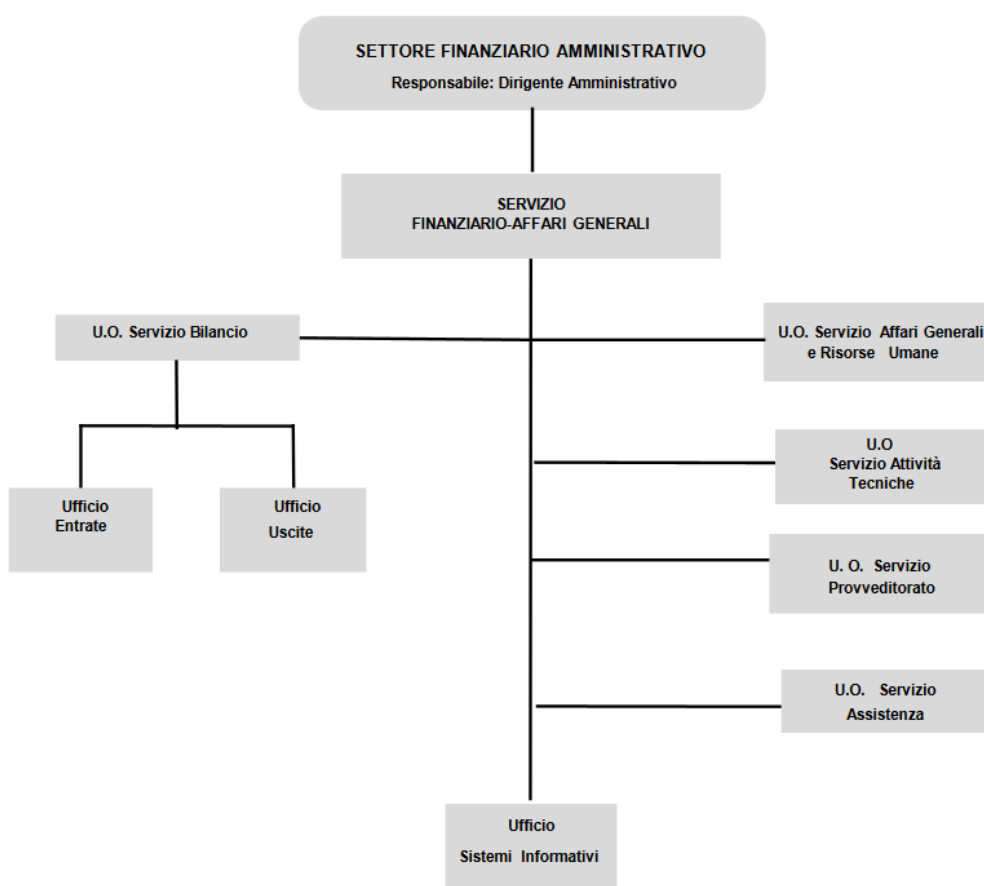 SETTORE FINANZIARIO AMMINISTRATIVO
Responsabile: Dirigente Amministrativo
SERVIZIO
FINANZIARIO-AFFARI GENERALI
U.O. Servizio Bilancio
U.O. Servizio Affari Generali
e Risorse Umane
U.O
Servizio Attività
Tecniche
Ufficio
Entrate
Ufficio
Uscite
U. O. Servizio
Provveditorato
U.O. Servizio
Assistenza
Ufficio
Sistemi Informativi